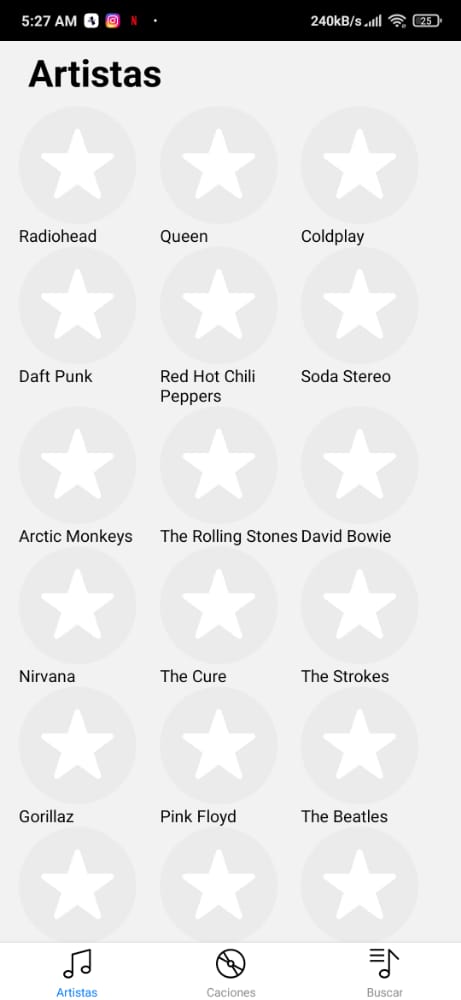 5:27 AM
240kB/s
25
Artistas
Radiohead
Queen
Coldplay
Daft Punk
Red Hot Chili
Peppers
Soda Stereo
Arctic Monkeys
The Rolling Stones
David Bowie
Nirvana
The Cure
The Strokes
Gorillaz
Pink Floyd
The Beatles
Artistas
Caciones
Buscar